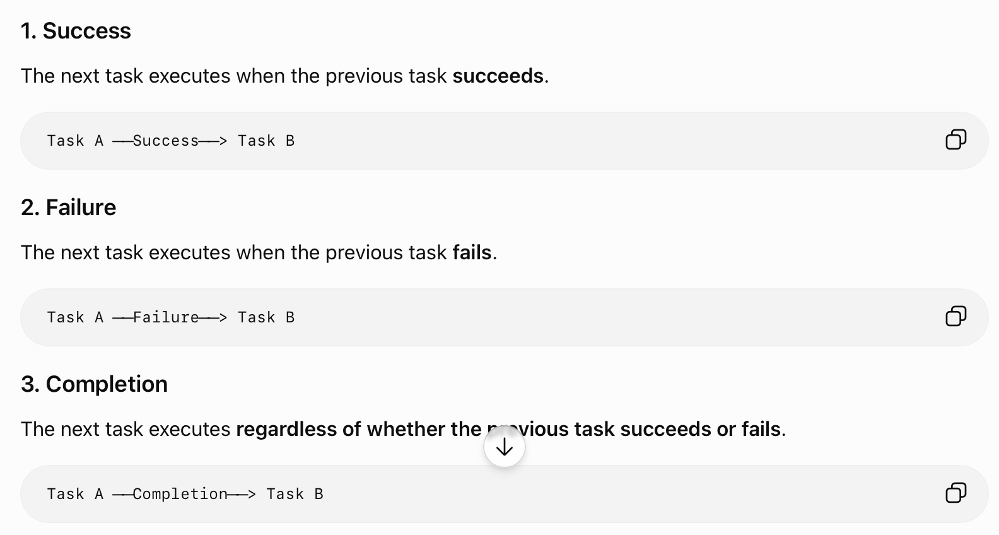 1. Success
The next task executes when the previous task succeeds.
Task A ——Success——> Task B
2. Failure
The next task executes when the previous task fails.
Task A ——Failure——> Task B
3. Completion
The next task executes regardless of whether the previous task succeeds or fails.
Task A ——Completion——> Task B